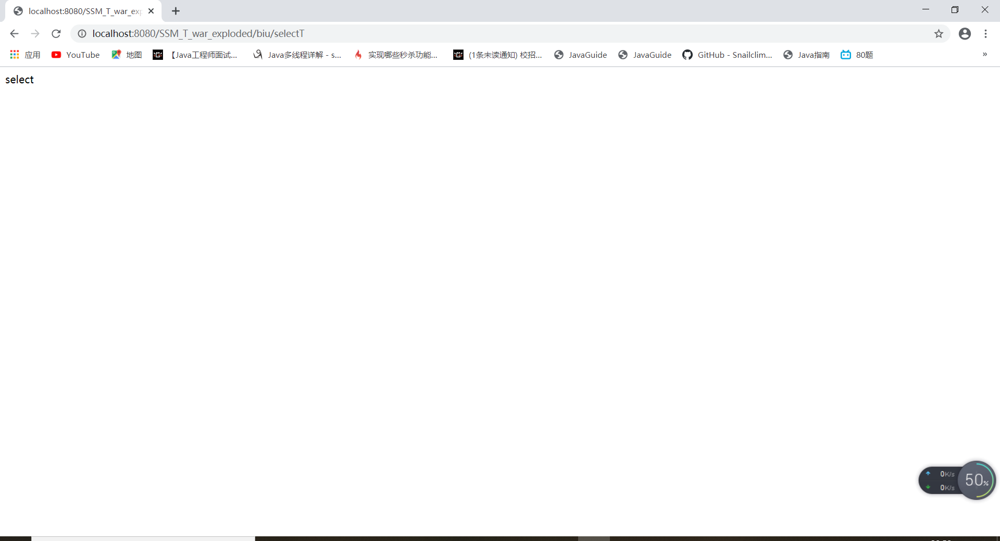 localhost:8080/SSM_T_war_exp
localhost:8080/SSM_T_war_exploded/biu/selectT
应用 YouTube 地图 【Java工程师面试... Java多线程详解 - s... 实现哪些秒杀功能... (1条未读通知) 校招... JavaGuide JavaGuide GitHub - Snailclim... Java指南 80题 »
select
0K/s
0K/s
50%